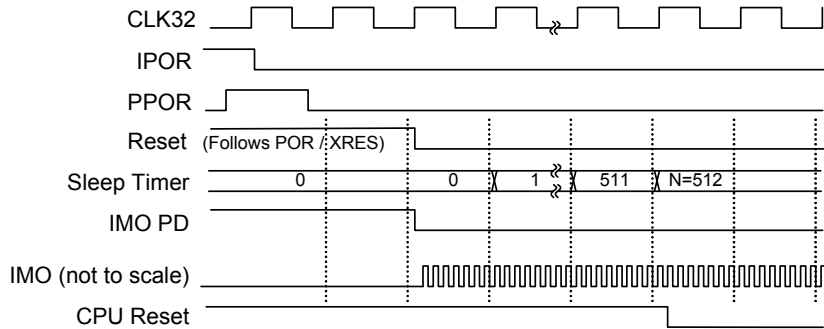 CLK32
IPOR
PPOR
Reset (Follows POR / XRES)
Sleep Timer 0 0 1 511 N=512
IMO PD
IMO (not to scale)
CPU Reset